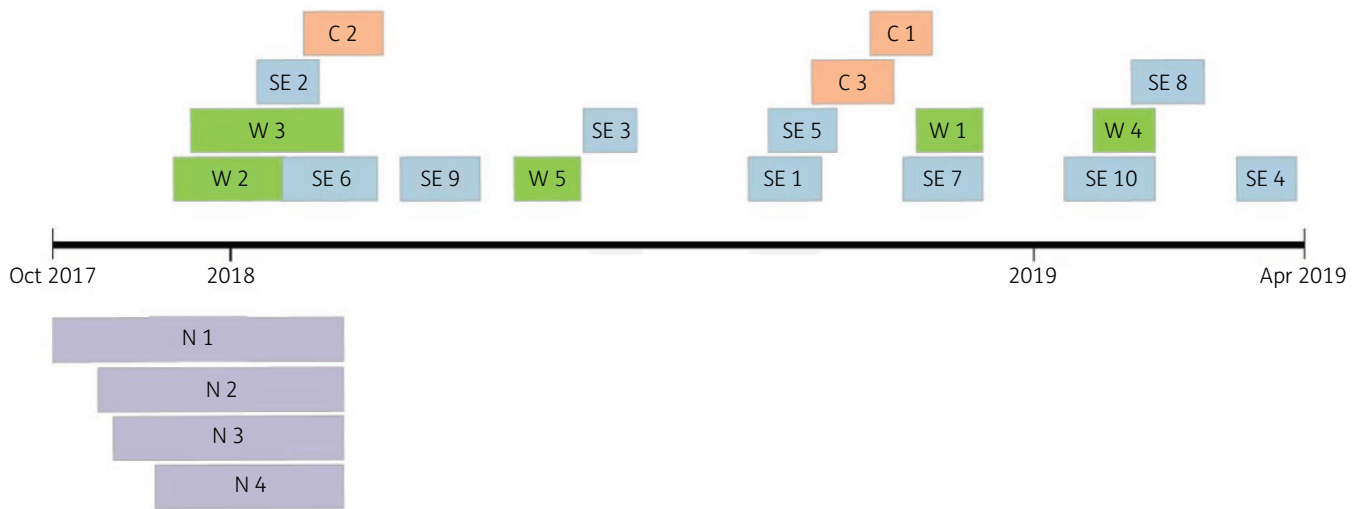 C 2
C 1
SE 2
C 3
SE 8
W 3
SE 3
SE 5
W 1
W 4
W 2
SE 6
SE 9
W 5
SE 1
SE 7
SE 10
SE 4
Oct 2017
2018
2019
Apr 2019
N 1
N 2
N 3
N 4